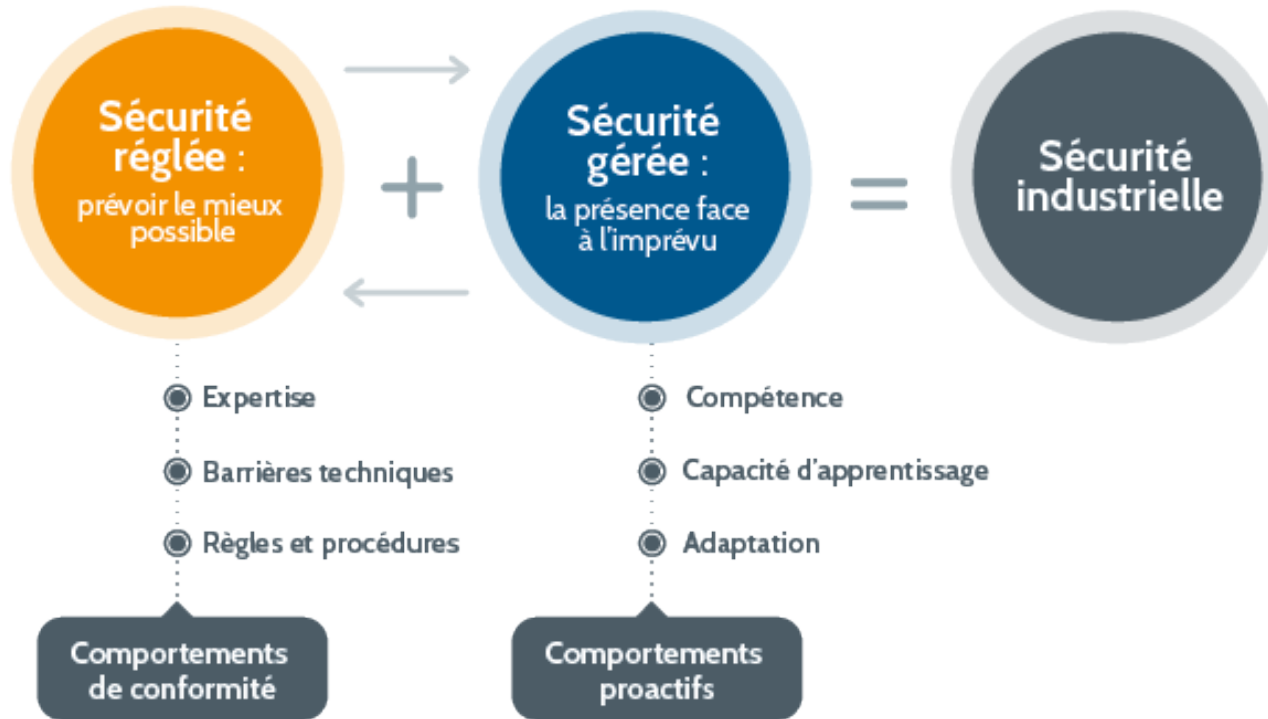 Sécurité
réglée :
prévoir le mieux
possible
+
Sécurité
gérée :
la présence face
à l'imprévu
=
Sécurité
industrielle
Expertise
Barrières techniques
Règles et procédures
Comportements
de conformité
Compétence
Capacité d'apprentissage
Adaptation
Comportements
proactifs